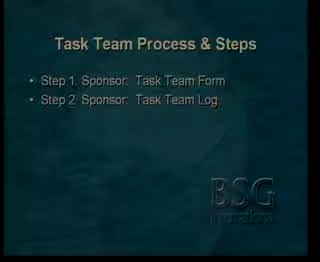 Task Team Process & Steps
• Step 1. Sponsor: Task Team Form
• Step 2. Sponsor: Task Team Log
BSG